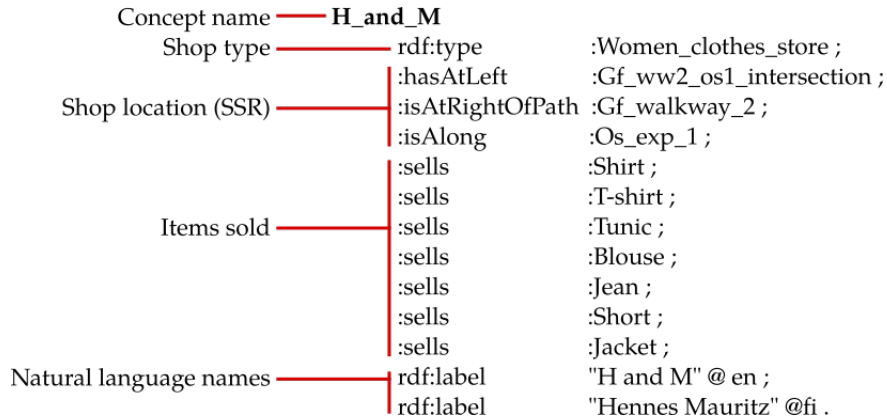 Concept name H_and_M
Shop type rdf:type :Women_clothes_store ;
:hasAtLeft :Gf_ww2_os1_intersection ;
Shop location (SSR) :isAtRightOfPath :Gf_walkway_2 ;
:isAlong :Os_exp_1 ;
:sells :Shirt ;
:sells :T-shirt ;
Items sold :sells :Tunic ;
:sells :Blouse ;
:sells :Jean ;
:sells :Short ;
:sells :Jacket ;
Natural language names rdf:label "H and M" @ en ;
rdf:label "Hennes Mauritz" @fi .